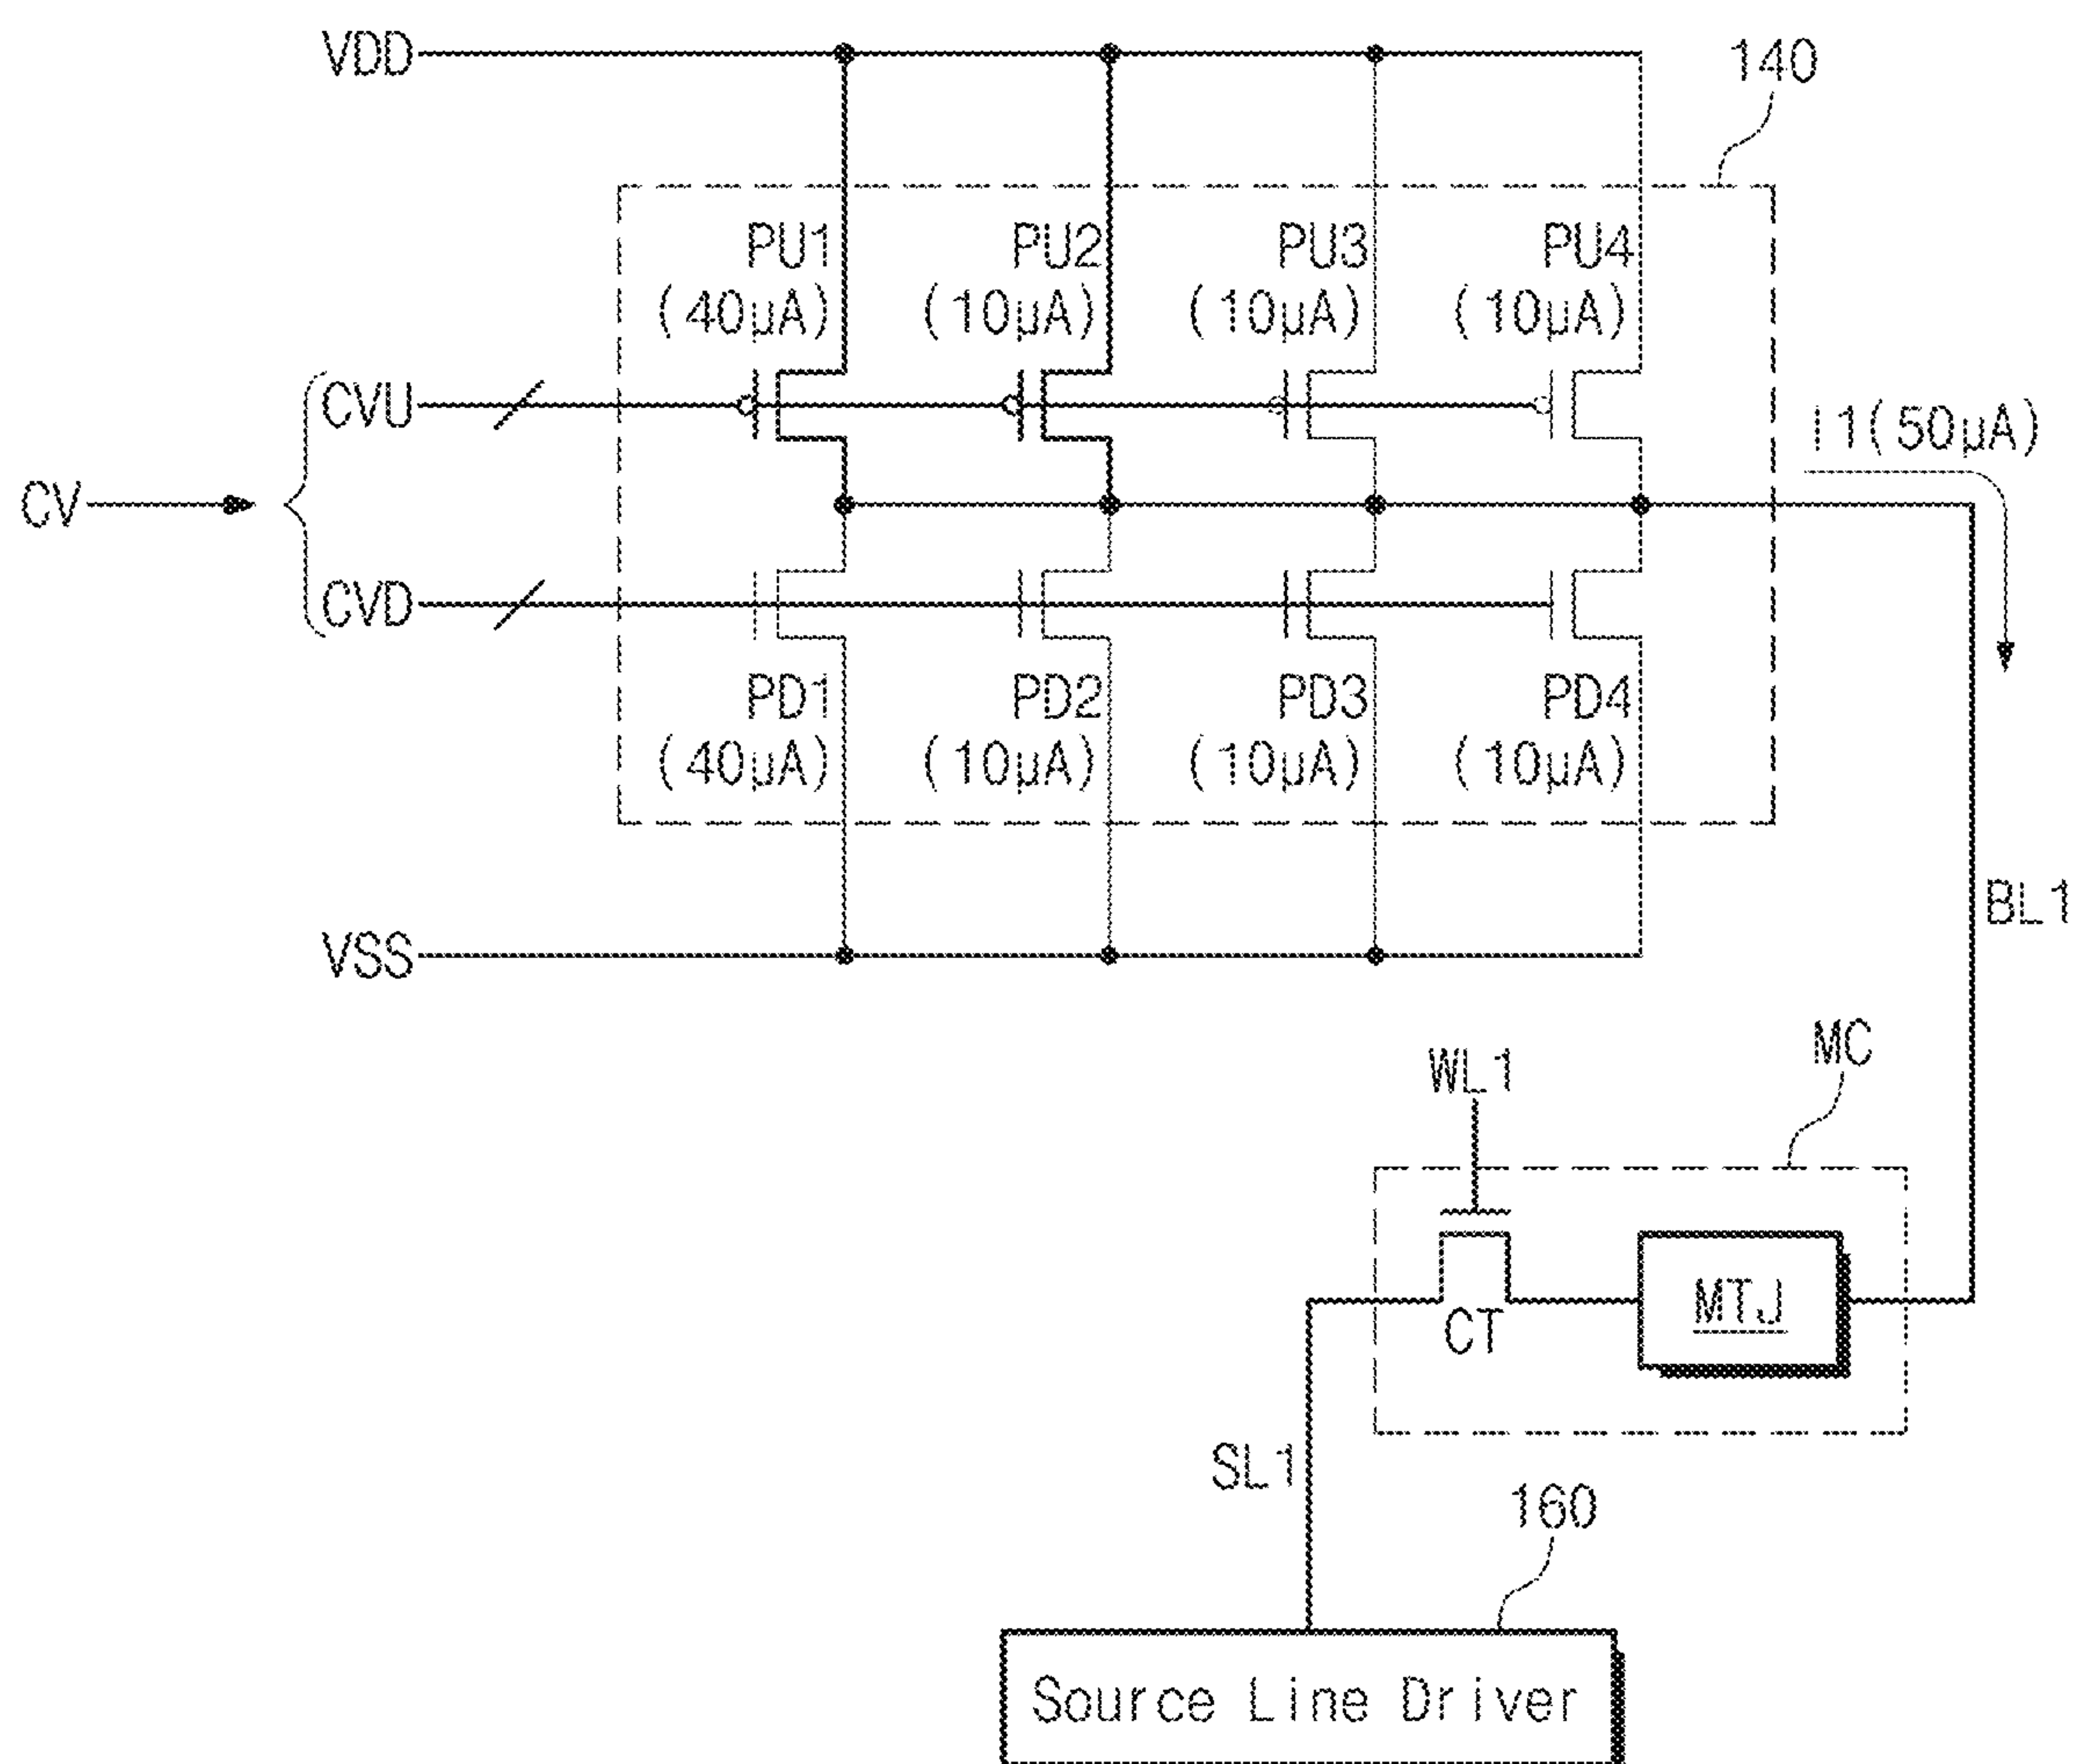 VDD
140
PU1 PU2 PU3 PU4
(40μA) (10μA) (10μA) (10μA)
CVU
I1(50μA)
CV
CVD
PD1 PD2 PD3 PD4
(40μA) (10μA) (10μA) (10μA)
BL1
VSS
MC
WL1
MTJ
CT
SL1
160
Source Line Driver